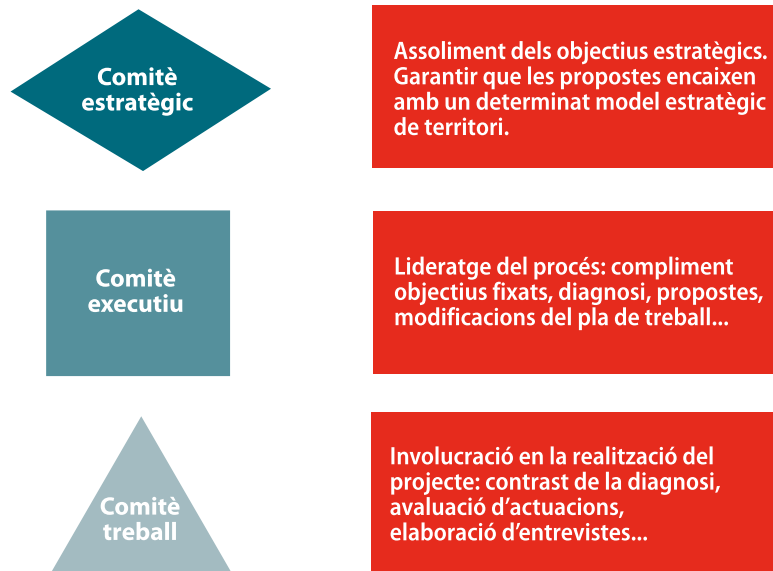 Comitè
estratègic
Assoliment dels objectius estratègics.
Garantir que les propostes encaixen
amb un determinat model estratègic
de territori.
Comitè
executiu
Lideratge del procés: compliment
objectius fixats, diagnosi, propostes,
modificacions del pla de treball...
Comitè
treball
Involucració en la realització del
projecte: contrast de la diagnosi,
avaluació d’actuacions,
elaboració d’entrevistes...